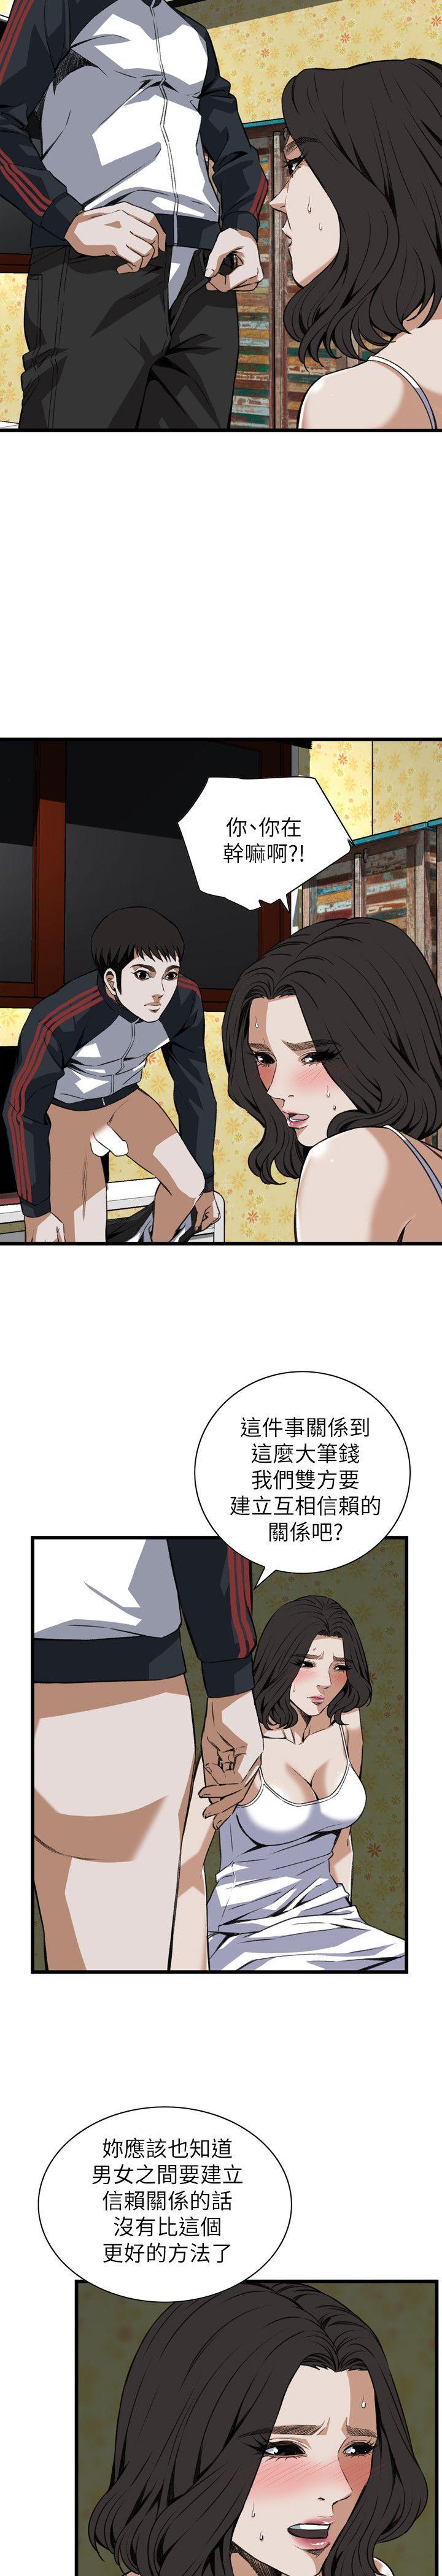 你、你在
幹嘛啊?!
這件事關係到
這麼大筆錢
我們雙方要
建立互相信賴的
關係吧?
妳應該也知道
男女之間要建立
信賴關係的話
沒有比這個
更好的方法了